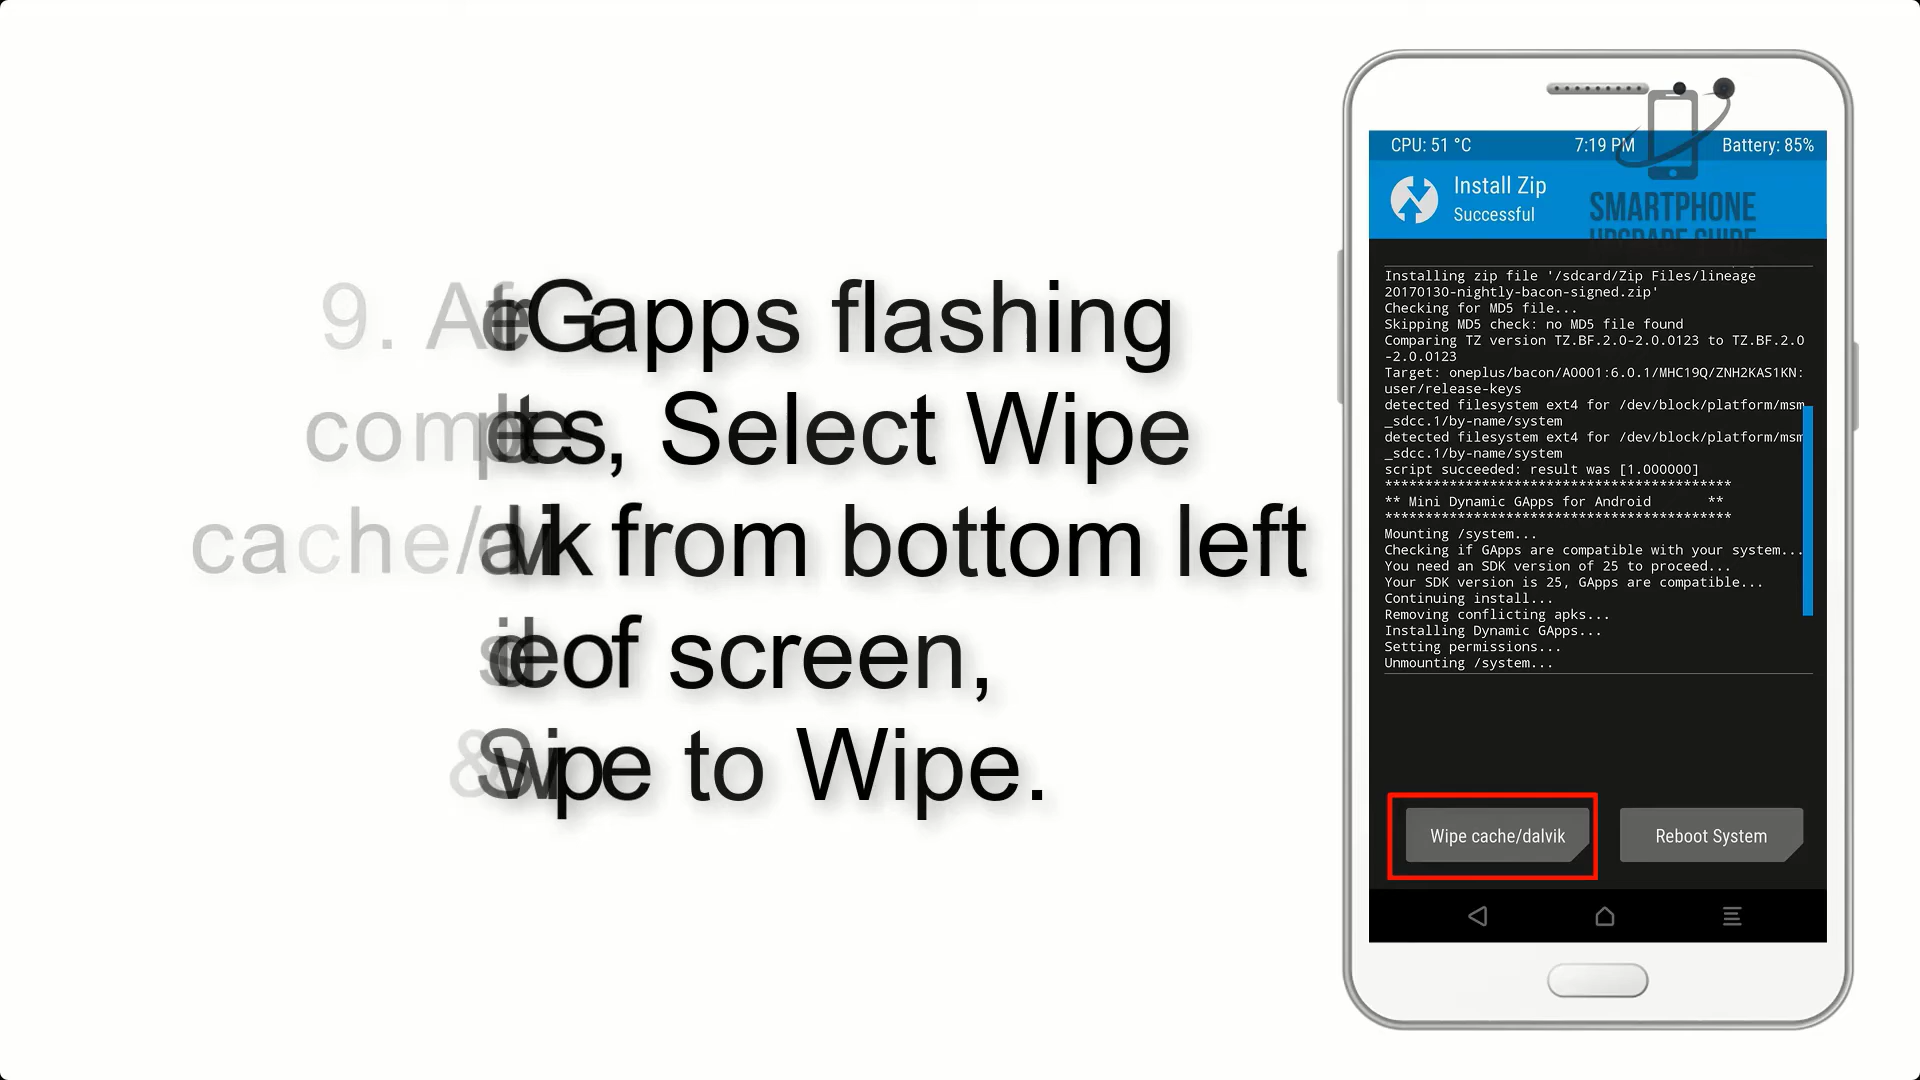 9. After Gapps flashing
completes, Select Wipe
cache/dalvik from bottom left
side of screen,
& Swipe to Wipe.
CPU: 51 °C 7:19 PM Battery: 85%
Install Zip
Successful
SMARTPHONE
UPGRADE GUIDE
Installing zip file '/sdcard/Zip Files/lineage
20170130-nightly-bacon-signed.zip'
Checking for MD5 file...
Skipping MD5 check: no MD5 file found
Comparing TZ version TZ.BF.2.0-2.0.0123 to TZ.BF.2.0
-2.0.0123
Target: oneplus/bacon/A0001:6.0.1/MHC19Q/ZNH2KAS1KN:
user/release-keys
detected filesystem ext4 for /dev/block/platform/msm
_sdcc.1/by-name/system
detected filesystem ext4 for /dev/block/platform/msm
_sdcc.1/by-name/system
script succeeded: result was [1.000000]
*******************************************
** Mini Dynamic GApps for Android **
*******************************************
Mounting /system...
Checking if GApps are compatible with your system...
You need an SDK version of 25 to proceed...
Your SDK version is 25, GApps are compatible...
Continuing install...
Removing conflicting apks...
Installing Dynamic GApps...
Setting permissions...
Unmounting /system...
Wipe cache/dalvik Reboot System